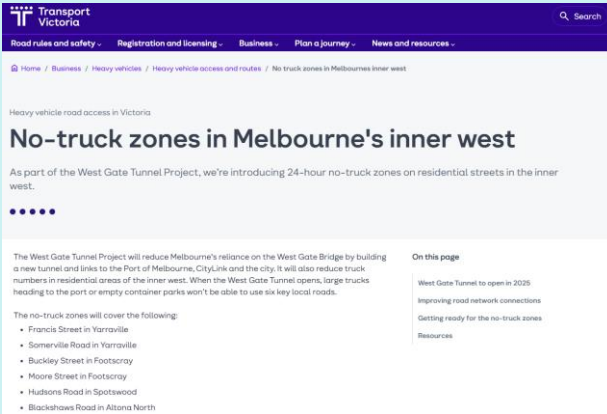 Transport
Victoria
Search
Road rules and safety
Registration and licensing
Business
Plan a journey
News and resources
Home / Business / Heavy vehicles / Heavy vehicle access and routes / No truck zones in Melbournes inner west
Heavy vehicle road access in Victoria
No-truck zones in Melbourne's inner west
As part of the West Gate Tunnel Project, we're introducing 24-hour no-truck zones on residential streets in the inner
west.
The West Gate Tunnel Project will reduce Melbourne's reliance on the West Gate Bridge by building
a new tunnel and links to the Port of Melbourne, CityLink and the city. It will also reduce truck
numbers in residential areas of the inner west. When the West Gate Tunnel opens, large trucks
heading to the port or empty container parks won't be able to use six key local roads.
The no-truck zones will cover the following:
• Francis Street in Yarraville
• Somerville Road in Yarraville
• Buckley Street in Footscray
• Moore Street in Footscray
• Hudsons Road in Spotswood
• Blackshaws Road in Altona North
On this page
West Gate Tunnel to open in 2025
Improving road network connections
Getting ready for the no-truck zones
Resources